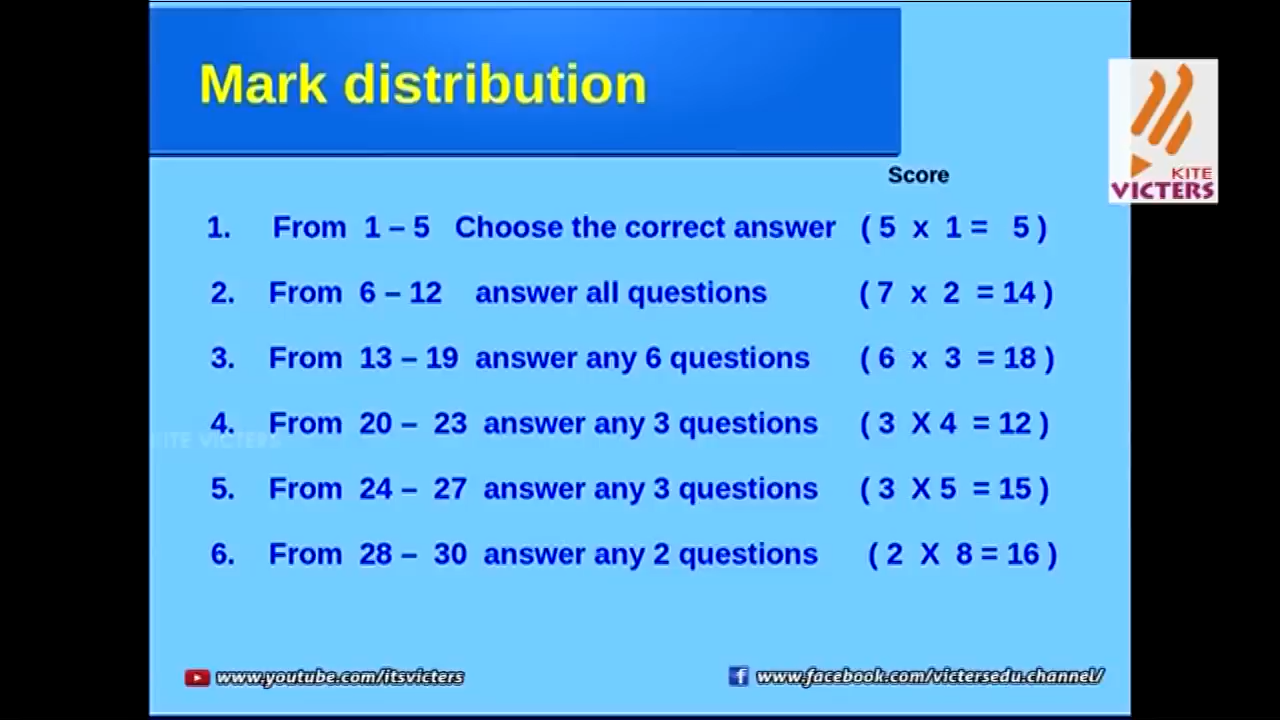 Mark distribution
KITE
VICTERS
Score
1. From 1 – 5 Choose the correct answer ( 5 x 1 = 5 )
2. From 6 – 12 answer all questions ( 7 x 2 = 14 )
3. From 13 – 19 answer any 6 questions ( 6 x 3 = 18 )
4. From 20 – 23 answer any 3 questions ( 3 X 4 = 12 )
KITE VICTERS
5. From 24 – 27 answer any 3 questions ( 3 X 5 = 15 )
6. From 28 – 30 answer any 2 questions ( 2 X 8 = 16 )
www.youtube.com/itsvicters
www.facebook.com/victersedu.channel/